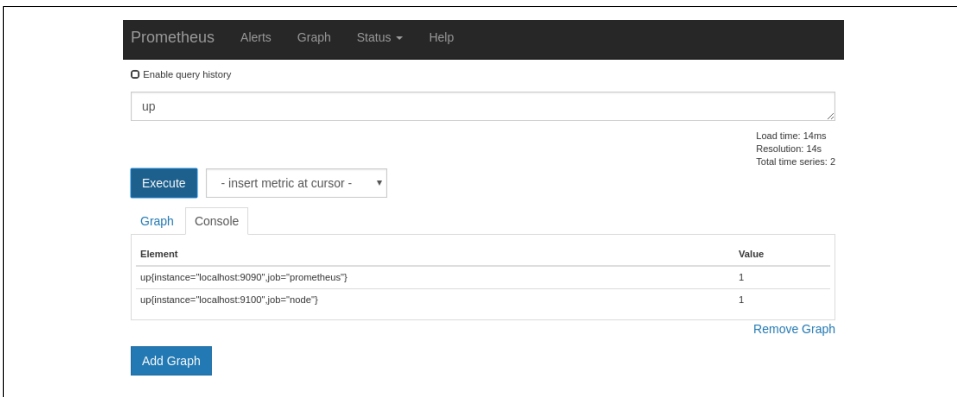 Prometheus Alerts Graph Status Help
Enable query history
up
Load time: 14ms
Resolution: 14s
Total time series: 2
Execute - insert metric at cursor -
Graph Console
Element Value
up{instance="localhost:9090",job="prometheus"} 1
up{instance="localhost:9100",job="node"} 1
Remove Graph
Add Graph